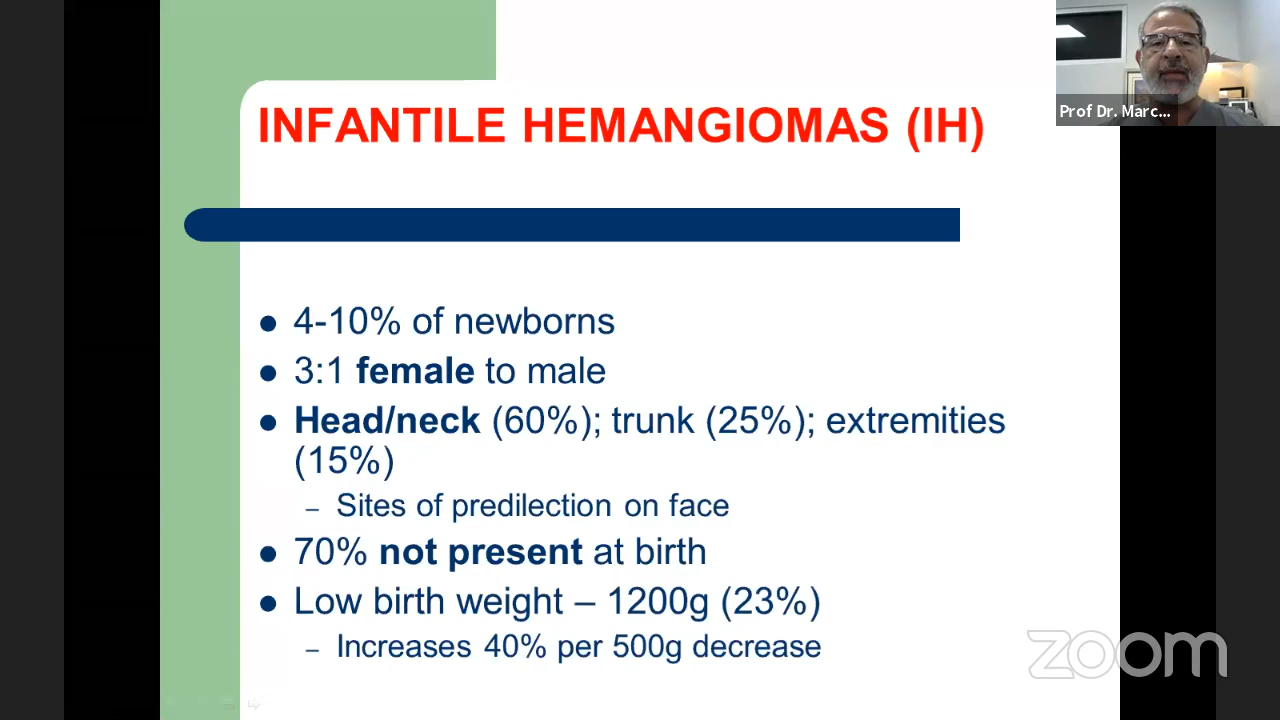 INFANTILE HEMANGIOMAS (IH)
Prof Dr. Marc...
● 4-10% of newborns
● 3:1 female to male
● Head/neck (60%); trunk (25%); extremities
(15%)
– Sites of predilection on face
● 70% not present at birth
● Low birth weight – 1200g (23%)
– Increases 40% per 500g decrease
zoom